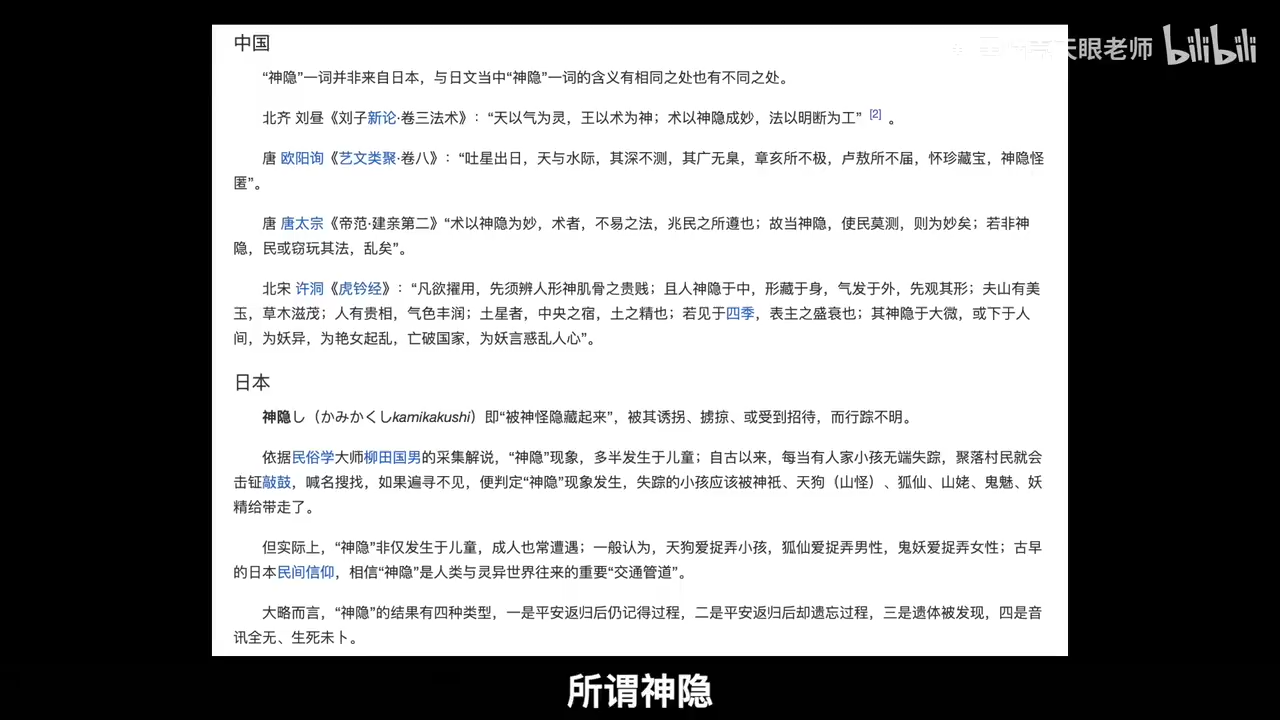 中国
天眼老师 bilibili
“神隐”一词并非来自日本，与日文当中“神隐”一词的含义有相同之处也有不同之处。
北齐 刘昼《刘子新论·卷三法术》：“天以气为灵，王以术为神；术以神隐成妙，法以明断为工” [2] 。
唐 欧阳询《艺文类聚·卷八》：“吐星出日，天与水际，其深不测，其广无臬，章亥所不极，卢敖所不届，怀珍藏宝，神隐怪
匿”。
唐 唐太宗《帝范·建亲第二》“术以神隐为妙，术者，不易之法，兆民之所遵也；故当神隐，使民莫测，则为妙矣；若非神
隐，民或窃玩其法，乱矣”。
北宋 许洞《虎钤经》：“凡欲擢用，先须辨人形神肌骨之贵贱；且人神隐于中，形藏于身，气发于外，先观其形；夫山有美
玉，草木滋茂；人有贵相，气色丰润；土星者，中央之宿，土之精也；若见于四季，表主之盛衰也；其神隐于大微，或下于人
间，为妖异，为艳女起乱，亡破国家，为妖言惑乱人心”。
日本
神隐し（かみかくしkamikakushi）即“被神怪隐藏起来”，被其诱拐、掳掠、或受到招待，而行踪不明。
依据民俗学大师柳田国男的采集解说，“神隐”现象，多半发生于儿童；自古以来，每当有人家小孩无端失踪，聚落村民就会
击钲敲鼓，喊名搜找，如果遍寻不见，便判定“神隐”现象发生，失踪的小孩应该被神祇、天狗（山怪）、狐仙、山姥、鬼魅、妖
精给带走了。
但实际上，“神隐”非仅发生于儿童，成人也常遭遇；一般认为，天狗爱捉弄小孩，狐仙爱捉弄男性，鬼妖爱捉弄女性；古早
的日本民间信仰，相信“神隐”是人类与灵异世界往来的重要“交通管道”。
大略而言，“神隐”的结果有四种类型，一是平安返归后仍记得过程，二是平安返归后却遗忘过程，三是遗体被发现，四是音
讯全无、生死未卜。
所谓神隐